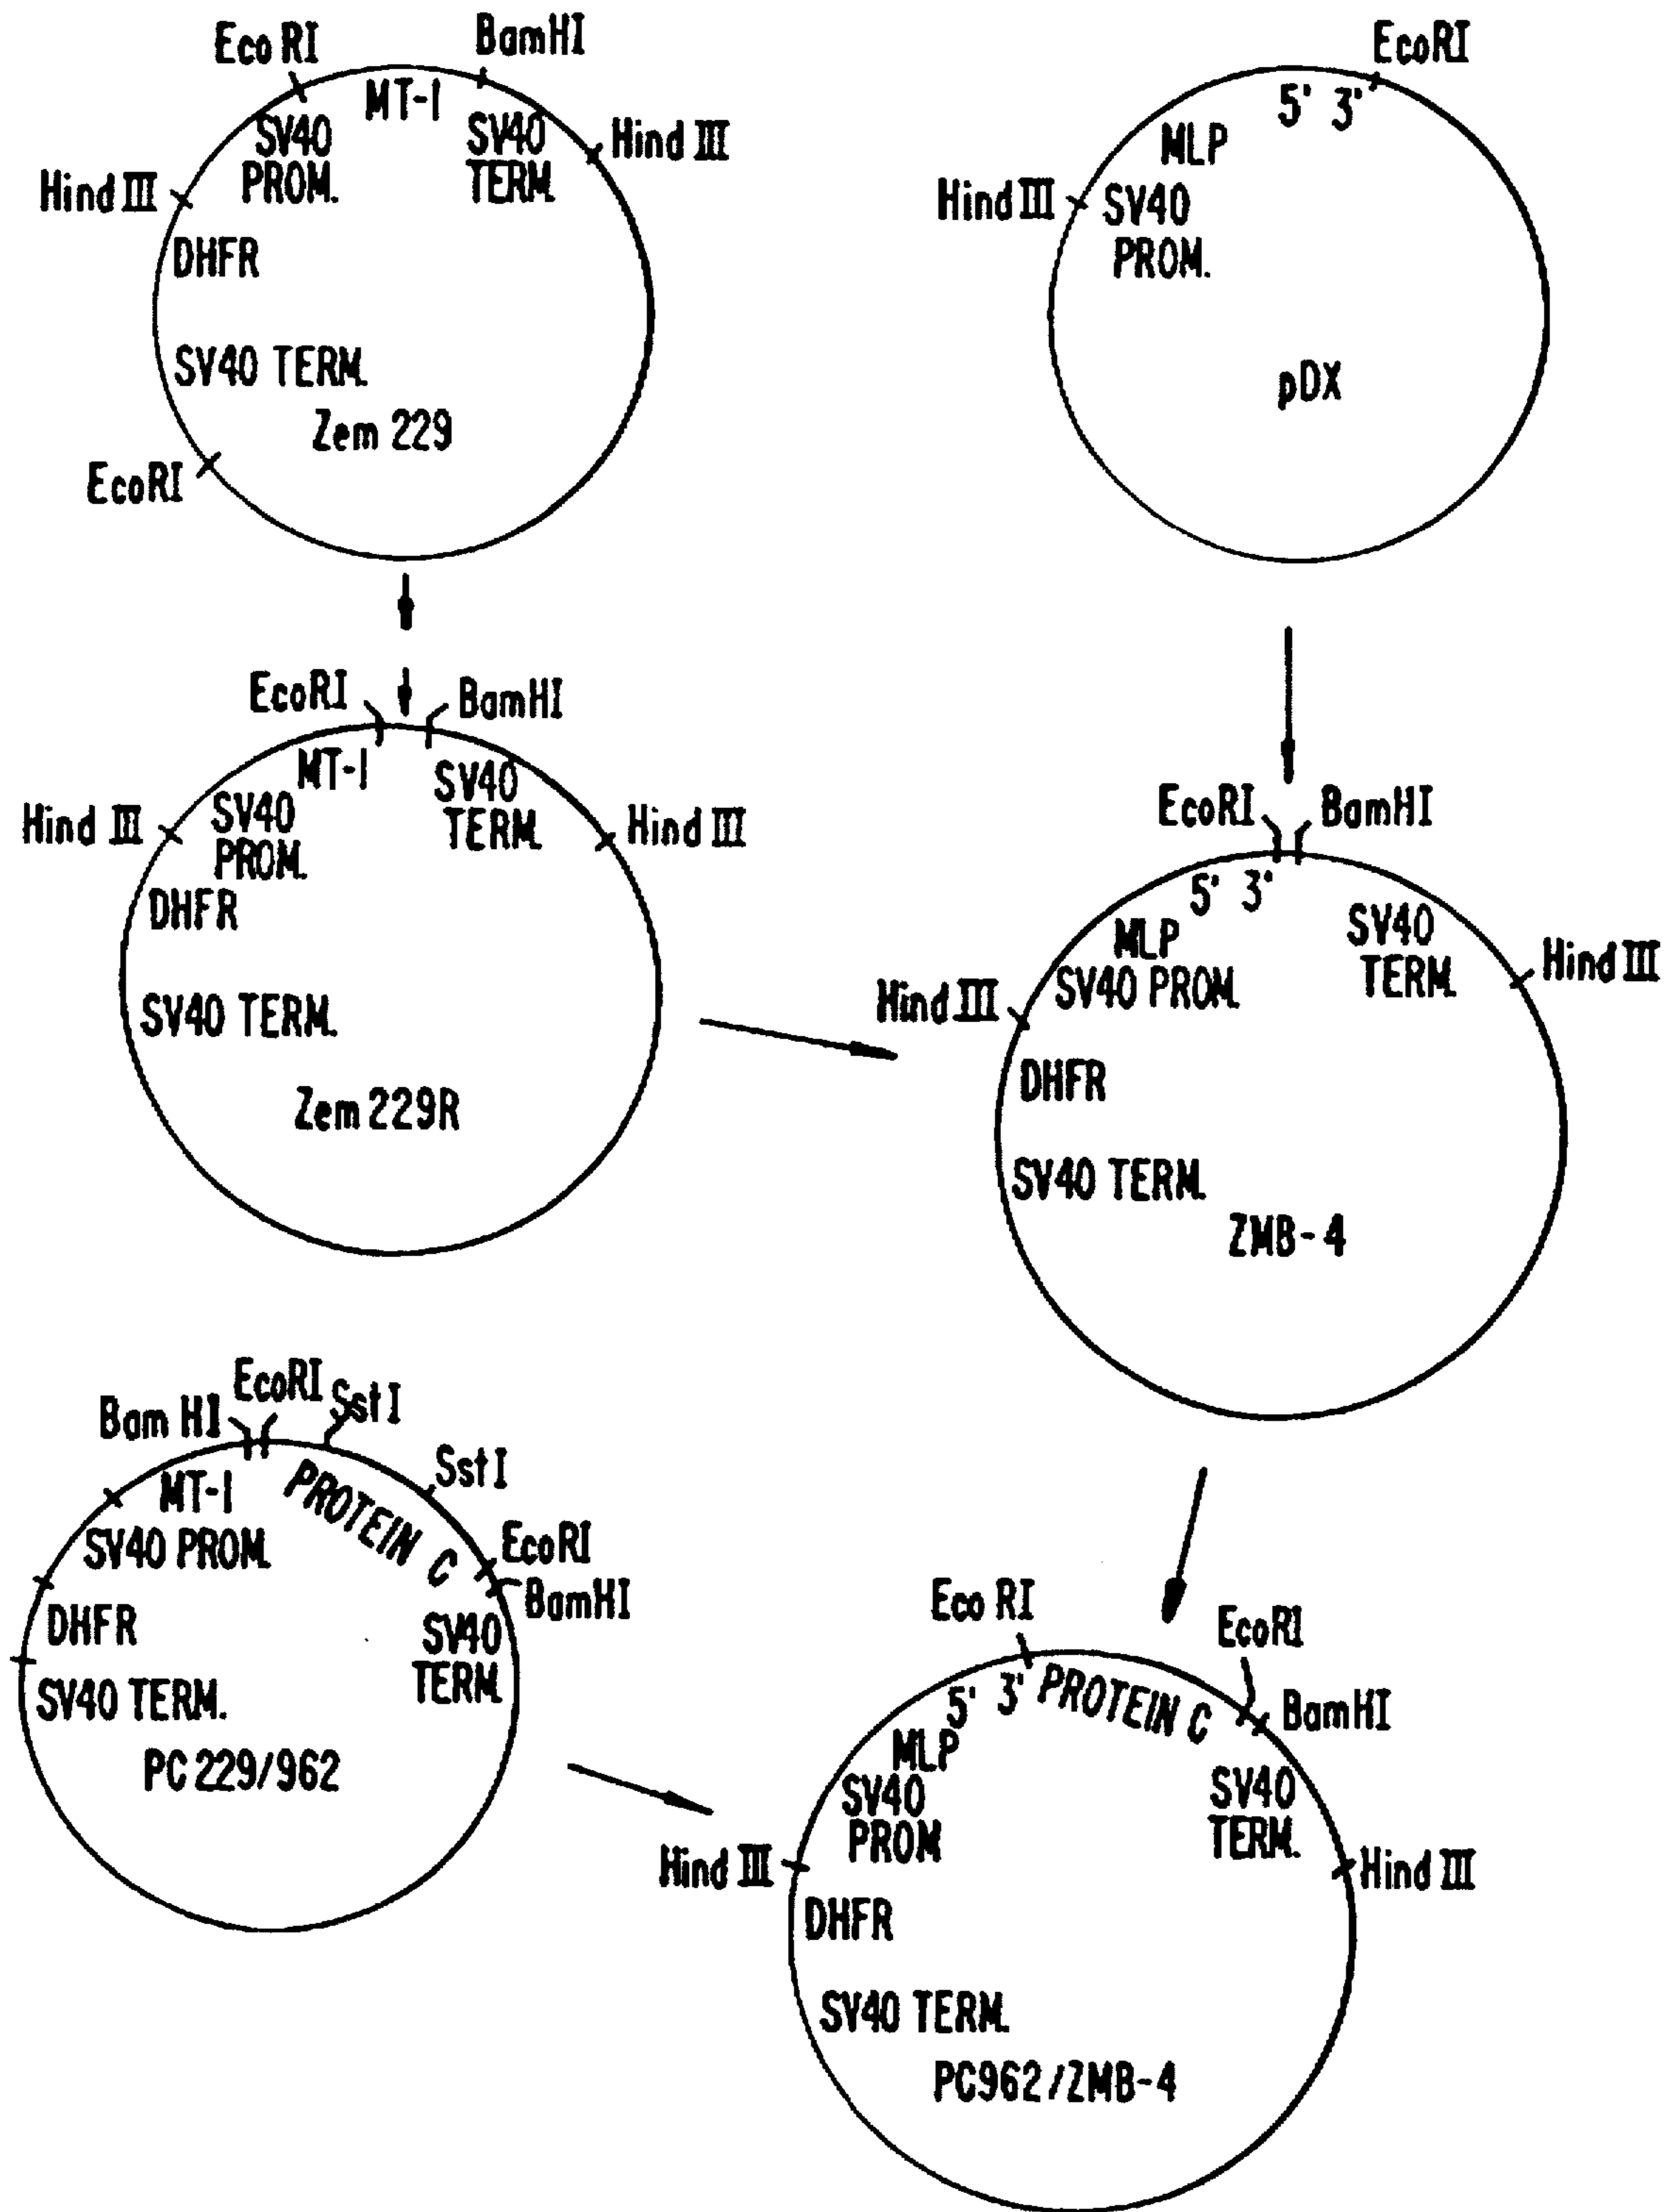 Eco RI
BamHI
MT-I
SV40
PROM.
SV40
TERM.
Hind III
Hind III
DHFR
SV40 TERM.
Zem 229
EcoRI
EcoRI
5' 3'
MLP
Hind III
SV40
PROM.
pDX
EcoRI
BamHI
MT-I
SV40
TERM.
Hind III
SV40
PROM.
Hind III
DHFR
SV40 TERM.
Zem 229R
EcoRI
BamHI
5' 3'
MLP
SV40 PROM.
SV40
TERM.
Hind III
Hind III
DHFR
SV40 TERM.
ZMB-4
Bam HI
EcoRI
SstI
SstI
MT-I
PROTEIN C
SV40 PROM.
EcoRI
BamHI
DHFR
SV40
TERM.
SV40 TERM.
PC 229/962
Eco RI
EcoRI
5' 3'
PROTEIN C
BamHI
MLP
SV40
PROM
SV40
TERM.
Hind III
Hind III
DHFR
SV40 TERM.
PC962/ZMB-4